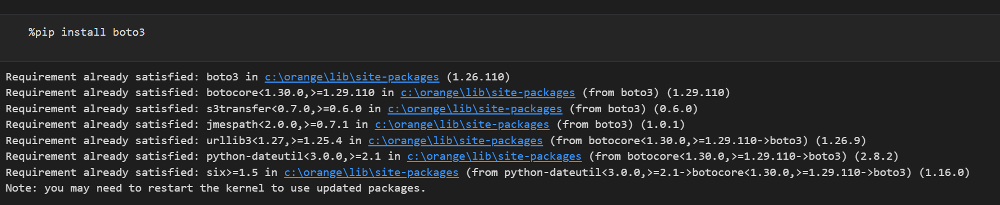 %pip install boto3
Requirement already satisfied: boto3 in c:\orange\lib\site-packages (1.26.110)
Requirement already satisfied: botocore<1.30.0,>=1.29.110 in c:\orange\lib\site-packages (from boto3) (1.29.110)
Requirement already satisfied: s3transfer<0.7.0,>=0.6.0 in c:\orange\lib\site-packages (from boto3) (0.6.0)
Requirement already satisfied: jmespath<2.0.0,>=0.7.1 in c:\orange\lib\site-packages (from boto3) (1.0.1)
Requirement already satisfied: urllib3<1.27,>=1.25.4 in c:\orange\lib\site-packages (from botocore<1.30.0,>=1.29.110->boto3) (1.26.9)
Requirement already satisfied: python-dateutil<3.0.0,>=2.1 in c:\orange\lib\site-packages (from botocore<1.30.0,>=1.29.110->boto3) (2.8.2)
Requirement already satisfied: six>=1.5 in c:\orange\lib\site-packages (from python-dateutil<3.0.0,>=2.1->botocore<1.30.0,>=1.29.110->boto3) (1.16.0)
Note: you may need to restart the kernel to use updated packages.